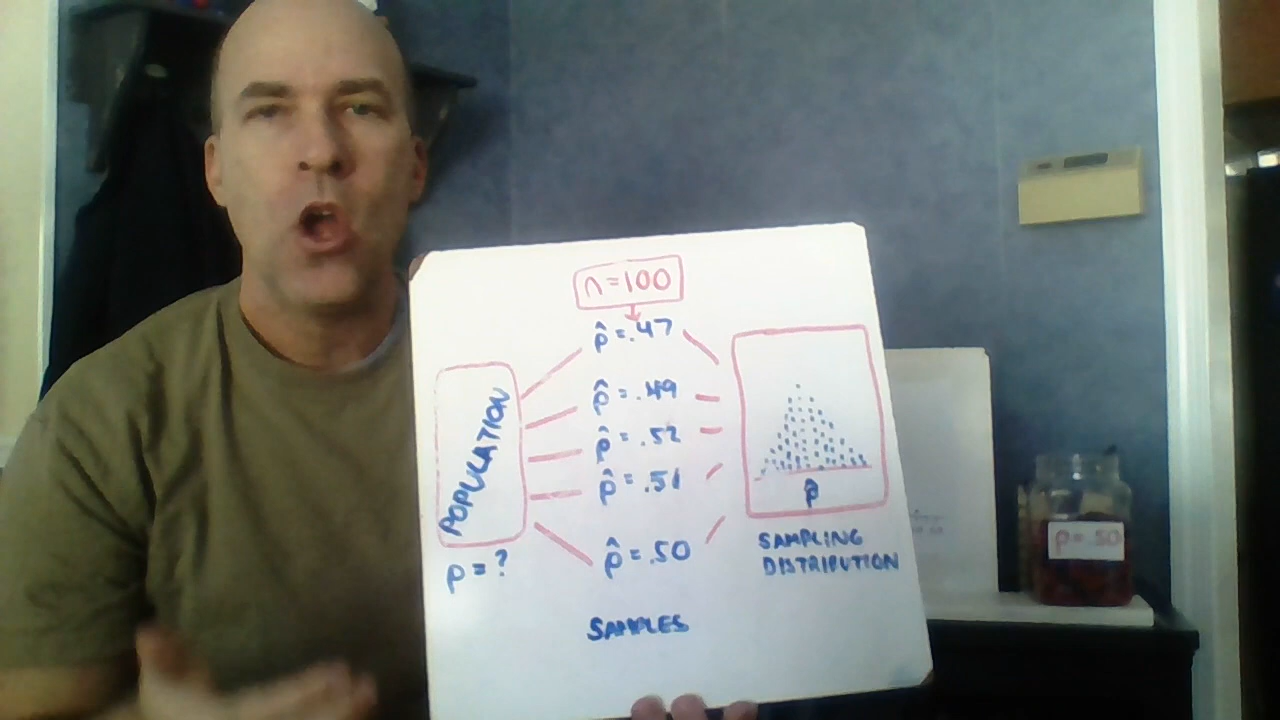 n=100
p̂=.47
p̂=.49
p̂=.52
p̂=.51
p̂=.50
POPULATION
p=?
SAMPLES
p̂
SAMPLING
DISTRIBUTION
p=.50